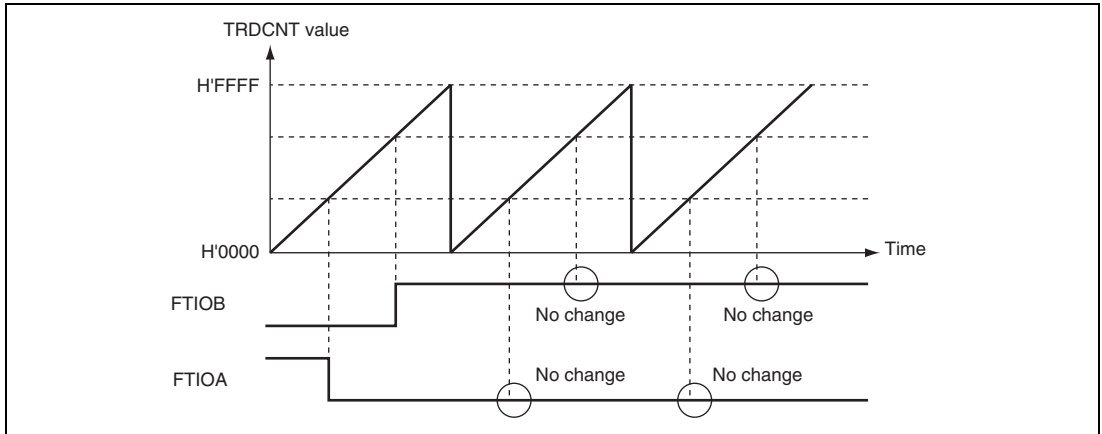 TRDCNT value
H'FFFF
H'0000
Time
FTIOB
No change
No change
FTIOA
No change
No change